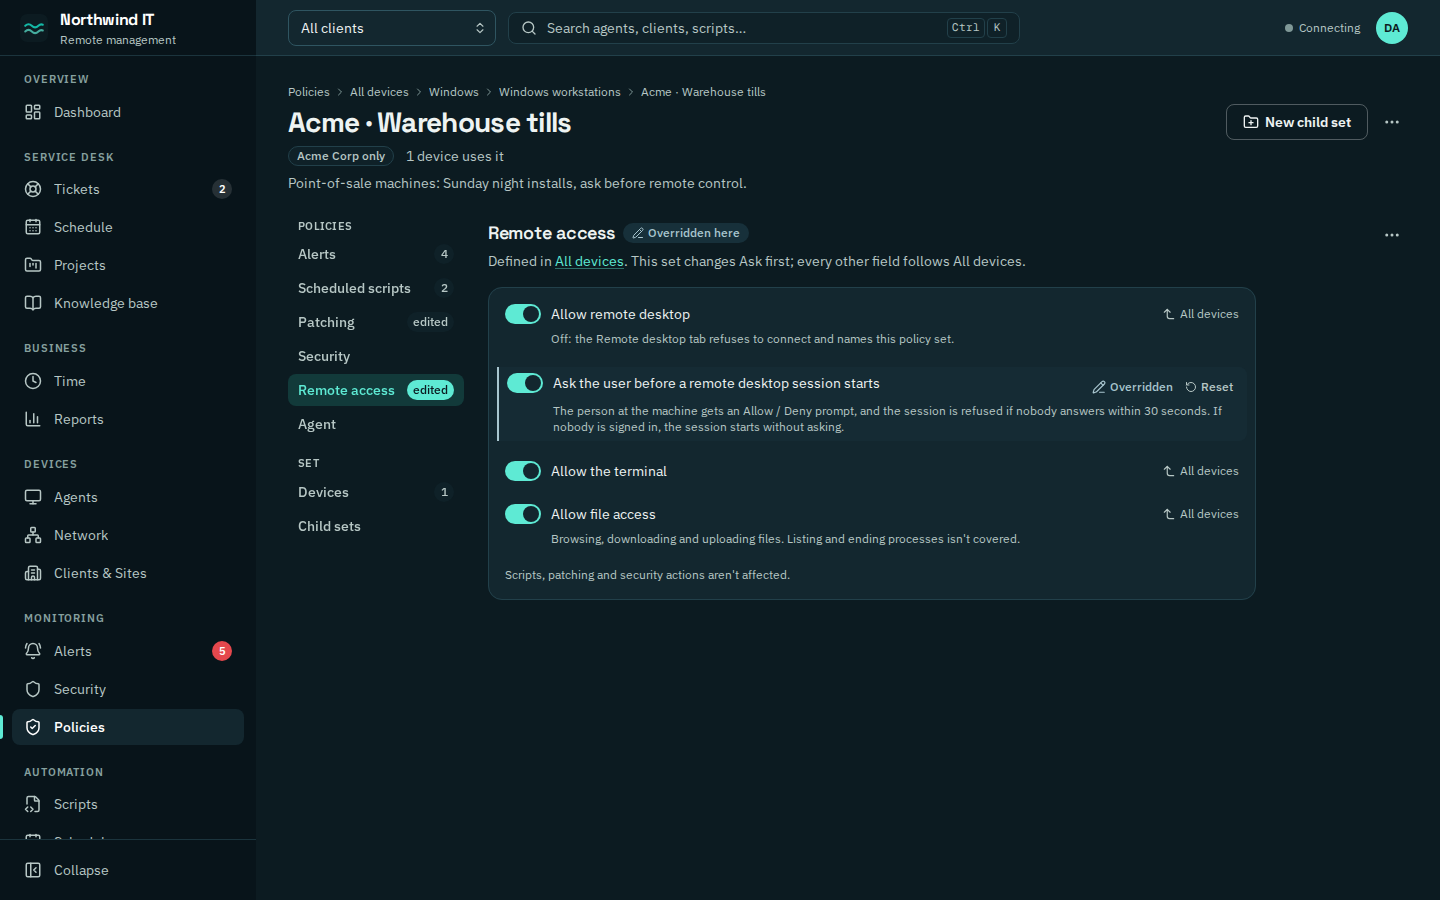 Northwind IT
Remote management
All clients
Search agents, clients, scripts...
Ctrl K
Connecting
DA
OVERVIEW
Dashboard
SERVICE DESK
Tickets 2
Schedule
Projects
Knowledge base
BUSINESS
Time
Reports
DEVICES
Agents
Network
Clients & Sites
MONITORING
Alerts 5
Security
Policies
AUTOMATION
Scripts
Collapse
Policies > All devices > Windows > Windows workstations > Acme · Warehouse tills
Acme · Warehouse tills
New child set
Acme Corp only 1 device uses it
Point-of-sale machines: Sunday night installs, ask before remote control.
POLICIES
Alerts 4
Scheduled scripts 2
Patching edited
Security
Remote access edited
Agent
SET
Devices 1
Child sets
Remote access Overridden here
Defined in All devices. This set changes Ask first; every other field follows All devices.
Allow remote desktop All devices
Off: the Remote desktop tab refuses to connect and names this policy set.
Ask the user before a remote desktop session starts Overridden Reset
The person at the machine gets an Allow / Deny prompt, and the session is refused if nobody answers within 30 seconds. If
nobody is signed in, the session starts without asking.
Allow the terminal All devices
Allow file access All devices
Browsing, downloading and uploading files. Listing and ending processes isn't covered.
Scripts, patching and security actions aren't affected.